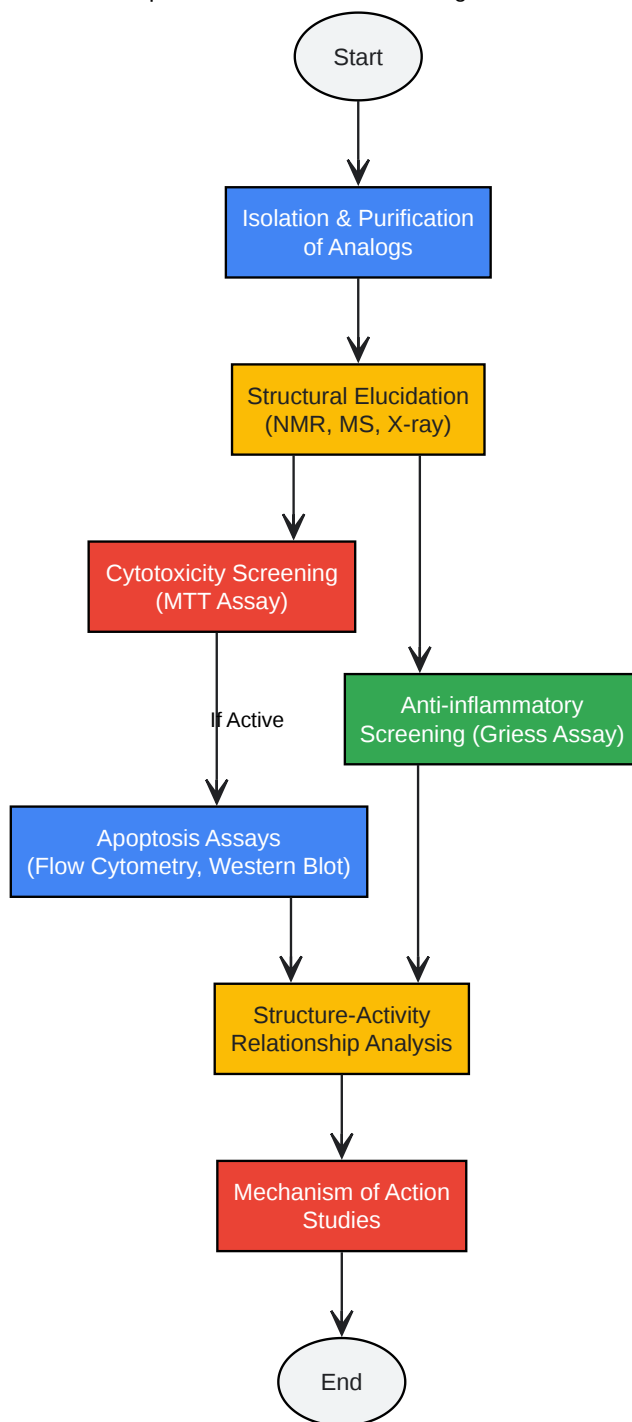 Start
Isolation & Purification
of Analogs
Structural Elucidation
(NMR, MS, X-ray)
Cytotoxicity Screening
(MTT Assay)
If Active
Anti-inflammatory
Screening (Griess Assay)
Apoptosis Assays
(Flow Cytometry, Western Blot)
Structure-Activity
Relationship Analysis
Mechanism of Action
Studies
End